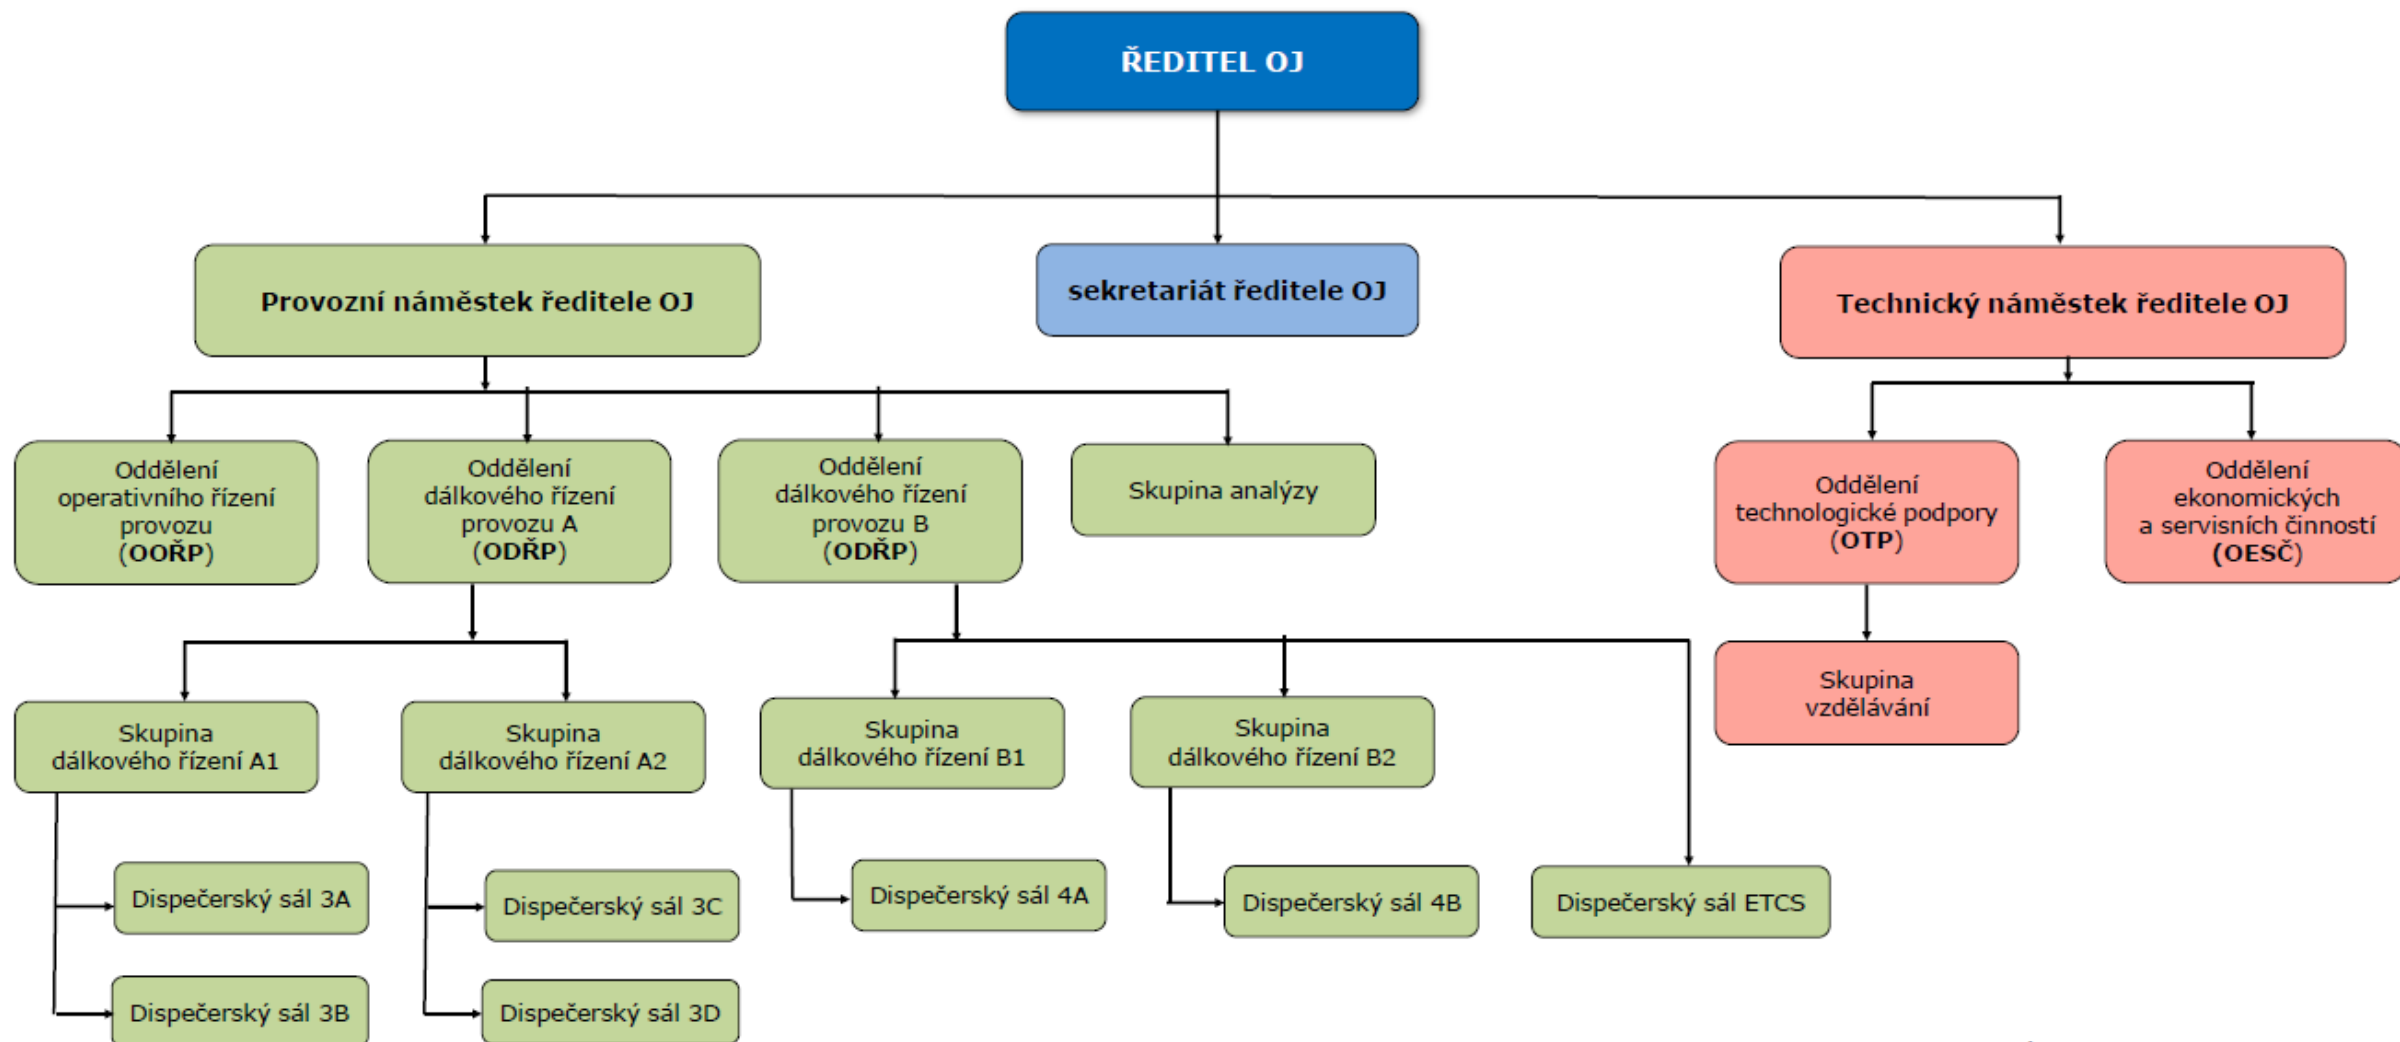 ŘEDITEL OJ
Provozní náměstek ředitele OJ
sekretariát ředitele OJ
Technický náměstek ředitele OJ
Oddělení
operativního řízení
provozu
(OOŘP)
Oddělení
dálkového řízení
provozu A
(ODŘP)
Oddělení
dálkového řízení
provozu B
(ODŘP)
Skupina analýzy
Oddělení
technologické podpory
(OTP)
Oddělení
ekonomických
a servisních činností
(OESČ)
Skupina
dálkového řízení A1
Skupina
dálkového řízení A2
Skupina
dálkového řízení B1
Skupina
dálkového řízení B2
Skupina
vzdělávání
Dispečerský sál 3A
Dispečerský sál 3C
Dispečerský sál 4A
Dispečerský sál 4B
Dispečerský sál ETCS
Dispečerský sál 3B
Dispečerský sál 3D